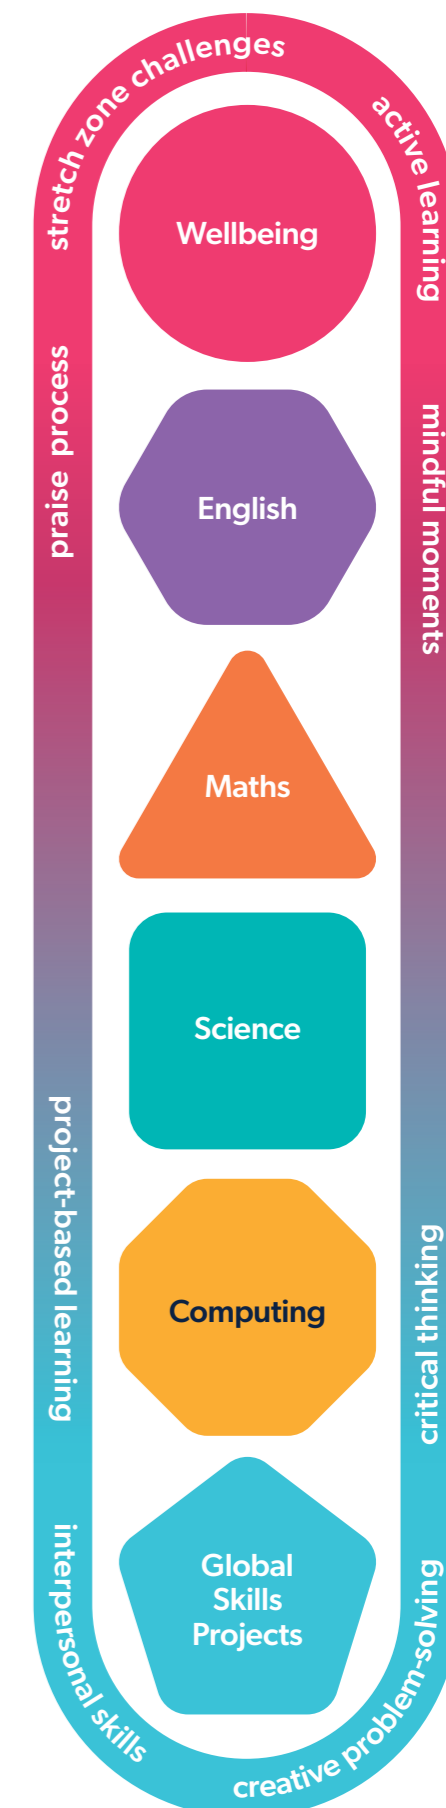 stretch zone challenges
active learning
Wellbeing
praise process
mindful moments
English
Maths
Science
project-based learning
Computing
critical thinking
Global
Skills
Projects
interpersonal skills
creative problem-solving